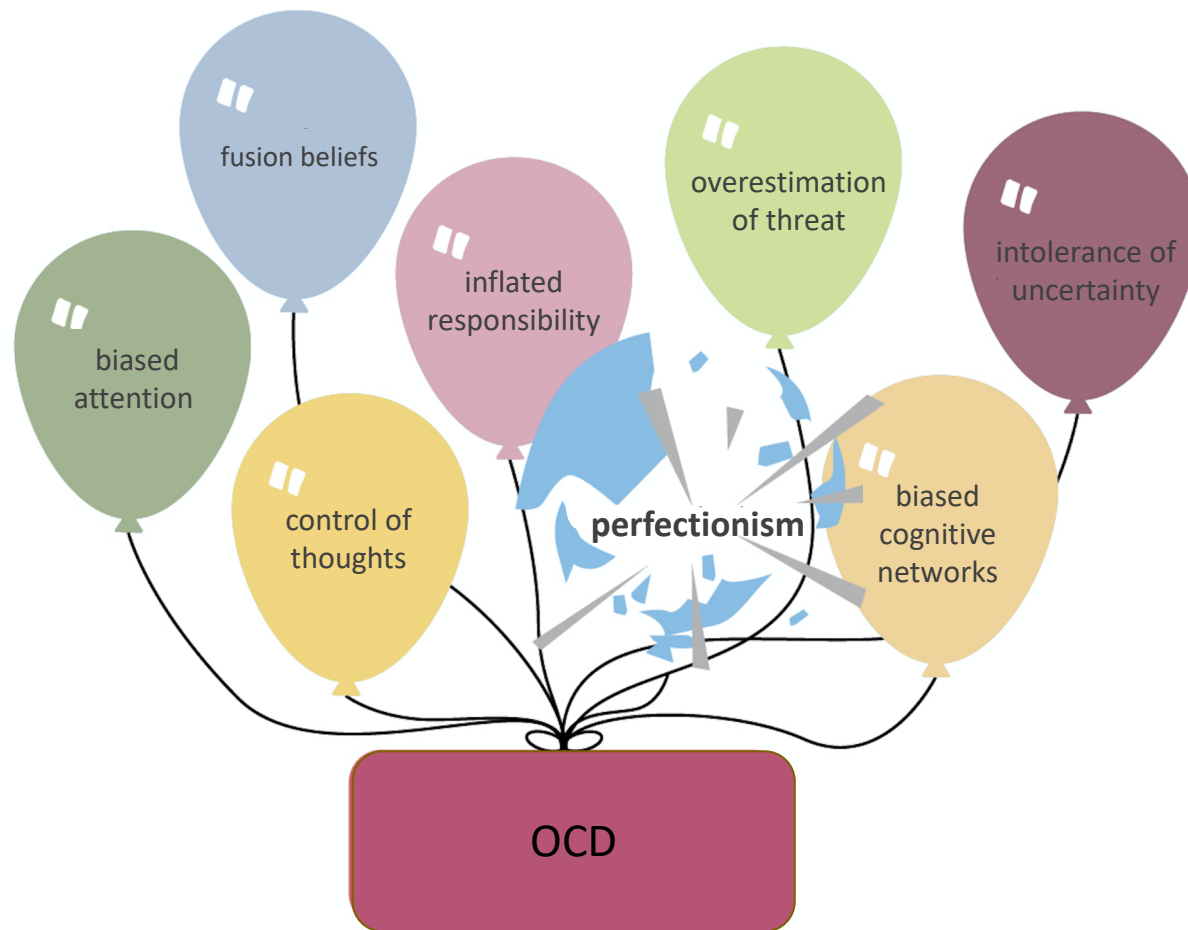 fusion beliefs
overestimation
of threat
intolerance of
uncertainty
inflated
responsibility
biased
attention
control of
thoughts
perfectionism
biased
cognitive
networks
OCD